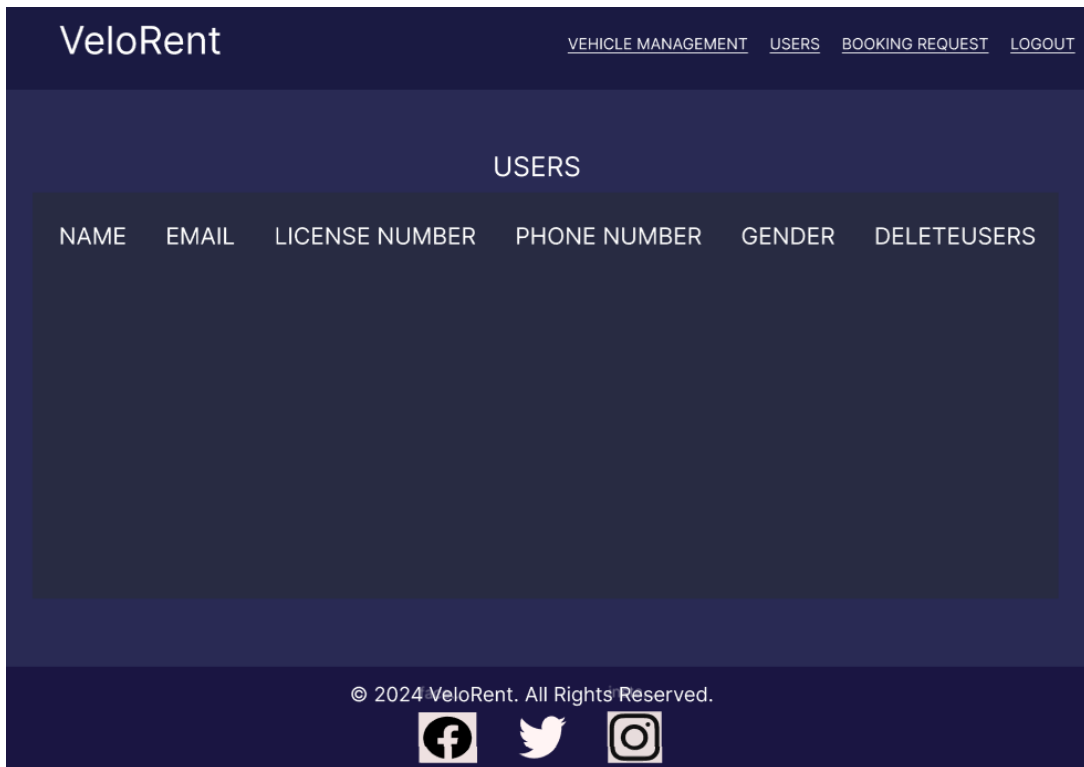 VeloRent
VEHICLE MANAGEMENT USERS BOOKING REQUEST LOGOUT
USERS
NAME EMAIL LICENSE NUMBER PHONE NUMBER GENDER DELETEUSERS
© 2024 VeloRent. All Rights Reserved.